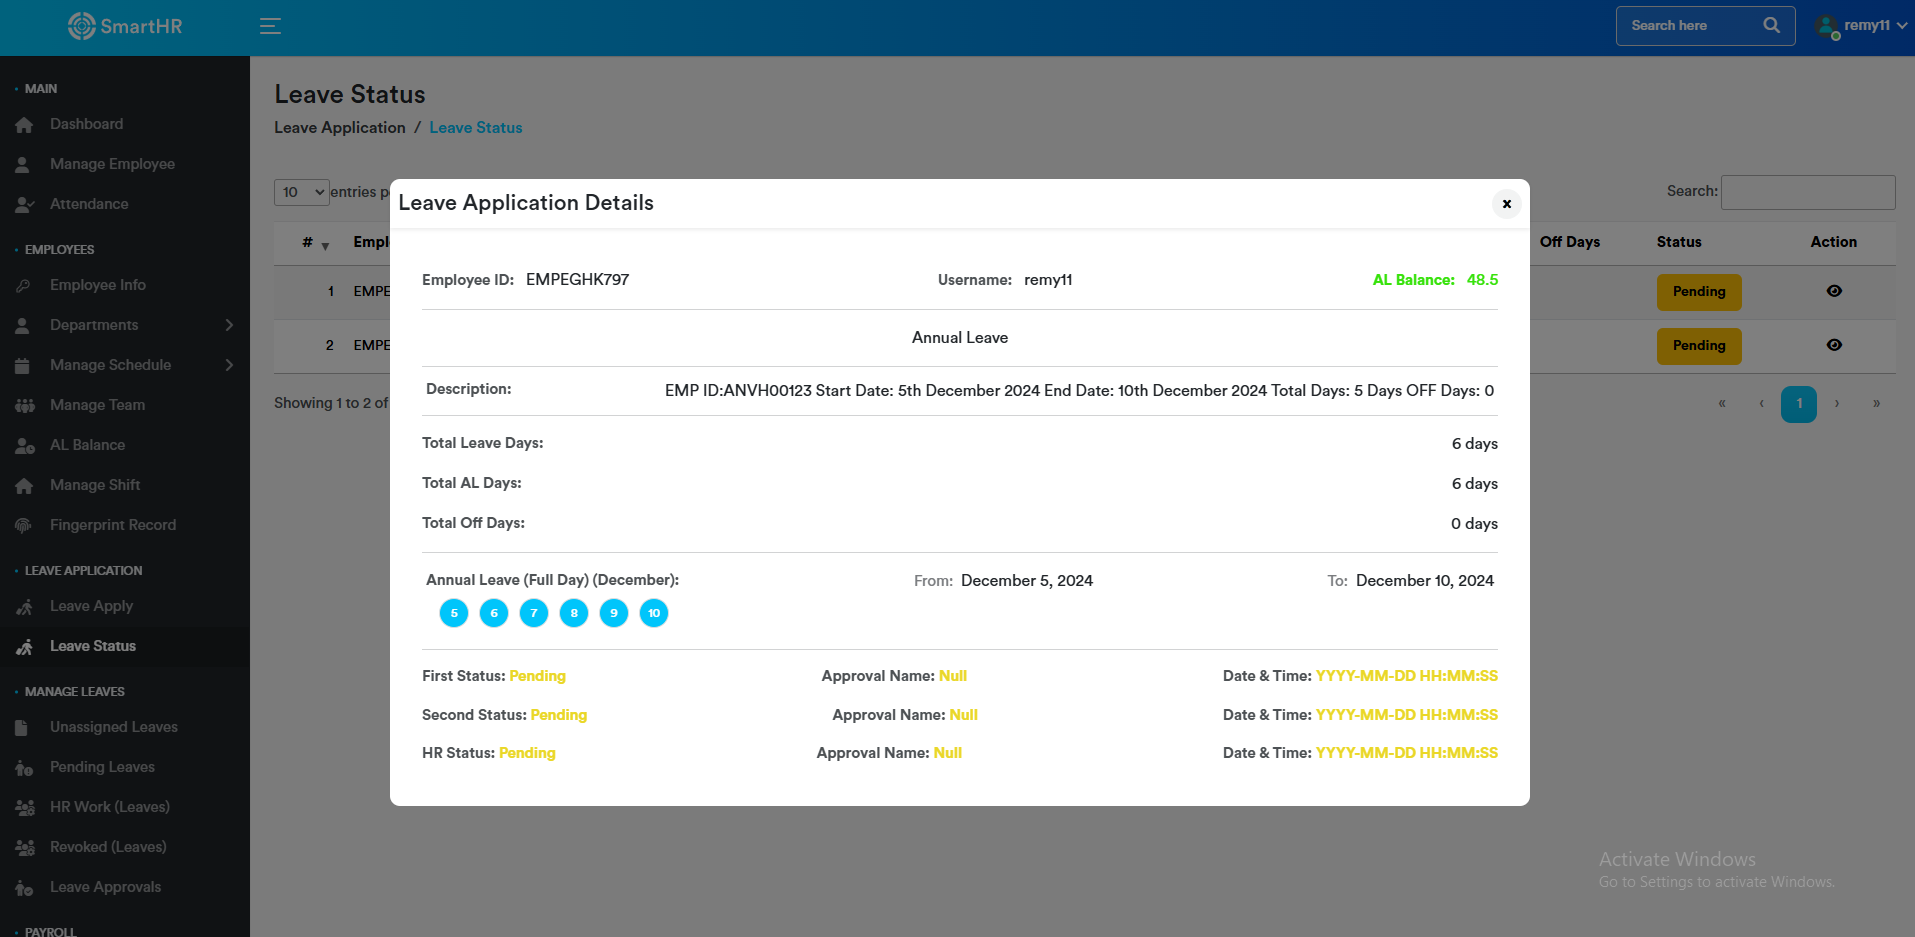 SmartHR
Search here
remy11
MAIN
Dashboard
Manage Employee
Attendance
EMPLOYEES
Employee Info
Departments
Manage Schedule
Manage Team
AL Balance
Manage Shift
Fingerprint Record
LEAVE APPLICATION
Leave Apply
Leave Status
MANAGE LEAVES
Unassigned Leaves
Pending Leaves
HR Work (Leaves)
Revoked (Leaves)
Leave Approvals
PAYROLL
Leave Status
Leave Application / Leave Status
10 entries
Search:
# Off Days Status Action
1 Pending
2 Pending
Showing 1 to 2 of
« ‹ 1 › »
Leave Application Details
Employee ID: EMPEGHK797 Username: remy11 AL Balance: 48.5
Annual Leave
Description: EMP ID:ANVH00123 Start Date: 5th December 2024 End Date: 10th December 2024 Total Days: 5 Days OFF Days: 0
Total Leave Days: 6 days
Total AL Days: 6 days
Total Off Days: 0 days
Annual Leave (Full Day) (December): From: December 5, 2024 To: December 10, 2024
5 6 7 8 9 10
First Status: Pending Approval Name: Null Date & Time: YYYY-MM-DD HH:MM:SS
Second Status: Pending Approval Name: Null Date & Time: YYYY-MM-DD HH:MM:SS
HR Status: Pending Approval Name: Null Date & Time: YYYY-MM-DD HH:MM:SS
Activate Windows
Go to Settings to activate Windows.